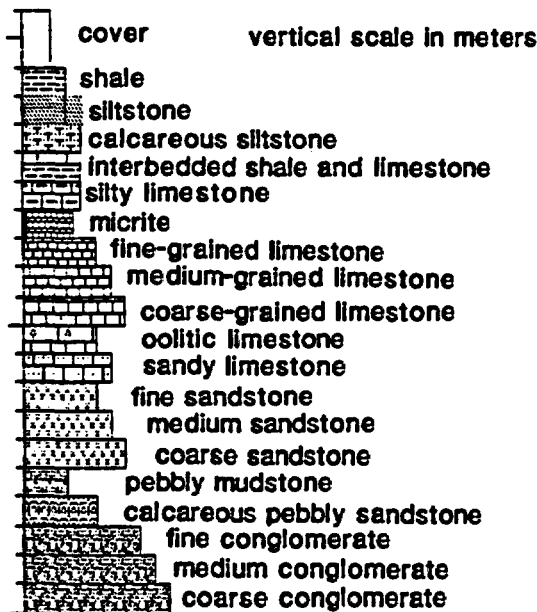 cover
vertical scale in meters
shale
siltstone
calcareous siltstone
interbedded shale and limestone
silty limestone
micrite
fine-grained limestone
medium-grained limestone
coarse-grained limestone
oolitic limestone
sandy limestone
fine sandstone
medium sandstone
coarse sandstone
pebbly mudstone
calcareous pebbly sandstone
fine conglomerate
medium conglomerate
coarse conglomerate